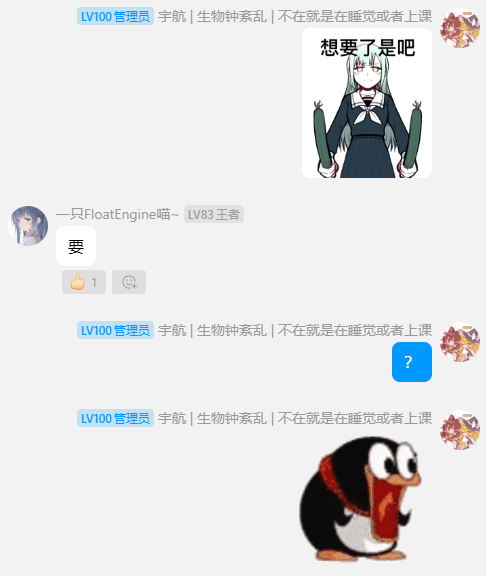 LV100 管理员 宇航 | 生物钟紊乱 | 不在就是在睡觉或者上课
想要了是吧
一只FloatEngine喵~ LV83 王者
要
1
LV100 管理员 宇航 | 生物钟紊乱 | 不在就是在睡觉或者上课
？
LV100 管理员 宇航 | 生物钟紊乱 | 不在就是在睡觉或者上课